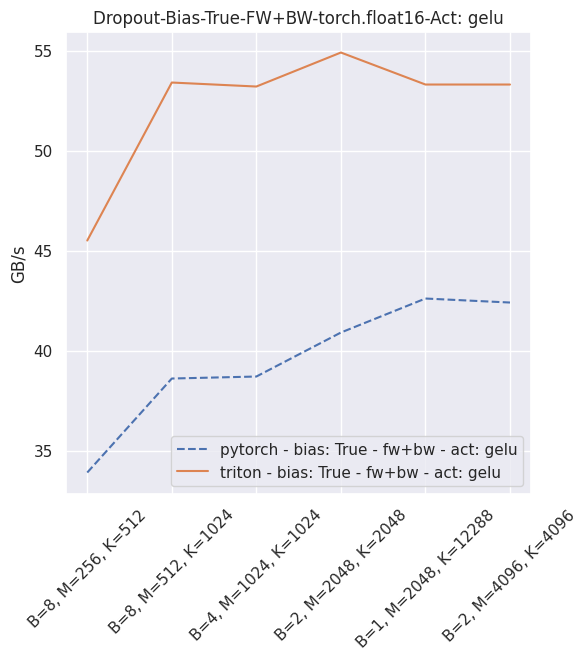 Dropout-Bias-True-FW+BW-torch.float16-Act: gelu
55
50
45
40
35
GB/s
pytorch - bias: True - fw+bw - act: gelu
triton - bias: True - fw+bw - act: gelu
B=8, M=256, K=512
B=8, M=512, K=1024
B=4, M=1024, K=1024
B=2, M=2048, K=2048
B=1, M=2048, K=12288
B=2, M=4096, K=4096